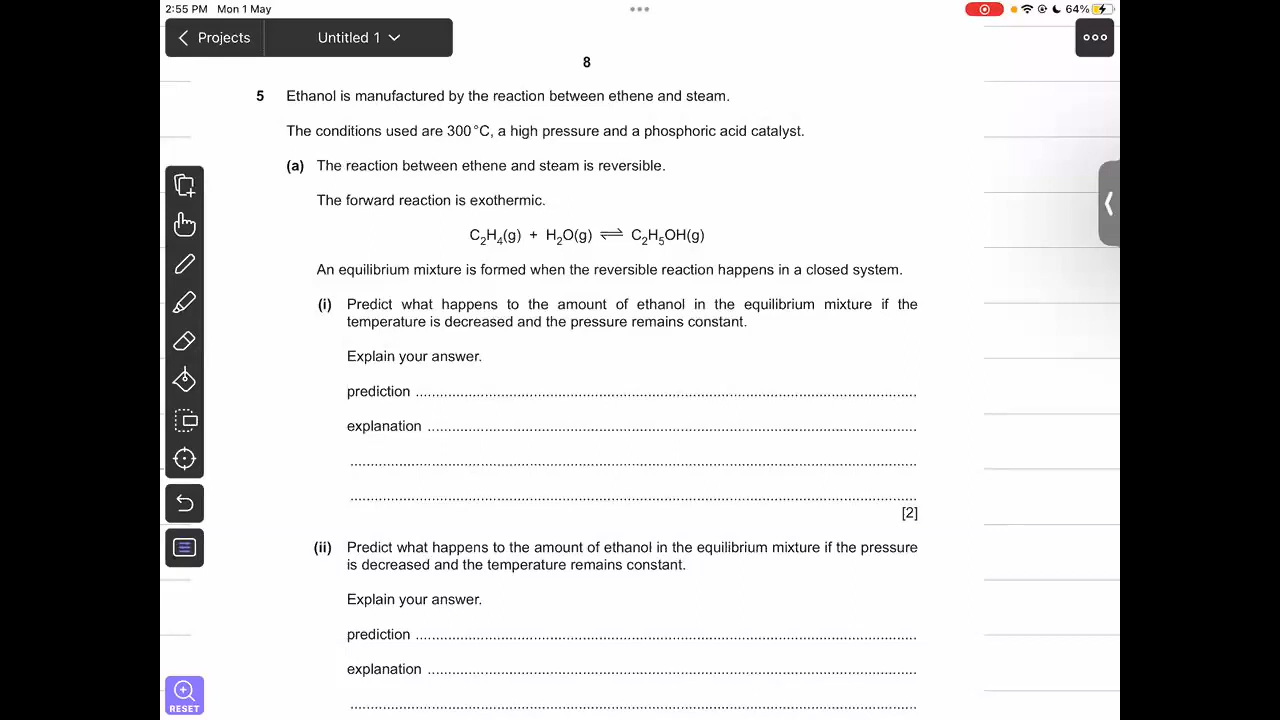 2:55 PM Mon 1 May
64%
Projects
Untitled 1
8
5 Ethanol is manufactured by the reaction between ethene and steam.
The conditions used are 300 °C, a high pressure and a phosphoric acid catalyst.
(a) The reaction between ethene and steam is reversible.
The forward reaction is exothermic.
C₂H₄(g) + H₂O(g) ⇌ C₂H₅OH(g)
An equilibrium mixture is formed when the reversible reaction happens in a closed system.
(i) Predict what happens to the amount of ethanol in the equilibrium mixture if the
temperature is decreased and the pressure remains constant.
Explain your answer.
prediction ....................................................................................................
explanation ....................................................................................................
....................................................................................................
....................................................................................................
[2]
(ii) Predict what happens to the amount of ethanol in the equilibrium mixture if the pressure
is decreased and the temperature remains constant.
Explain your answer.
prediction ....................................................................................................
explanation ....................................................................................................
....................................................................................................
RESET